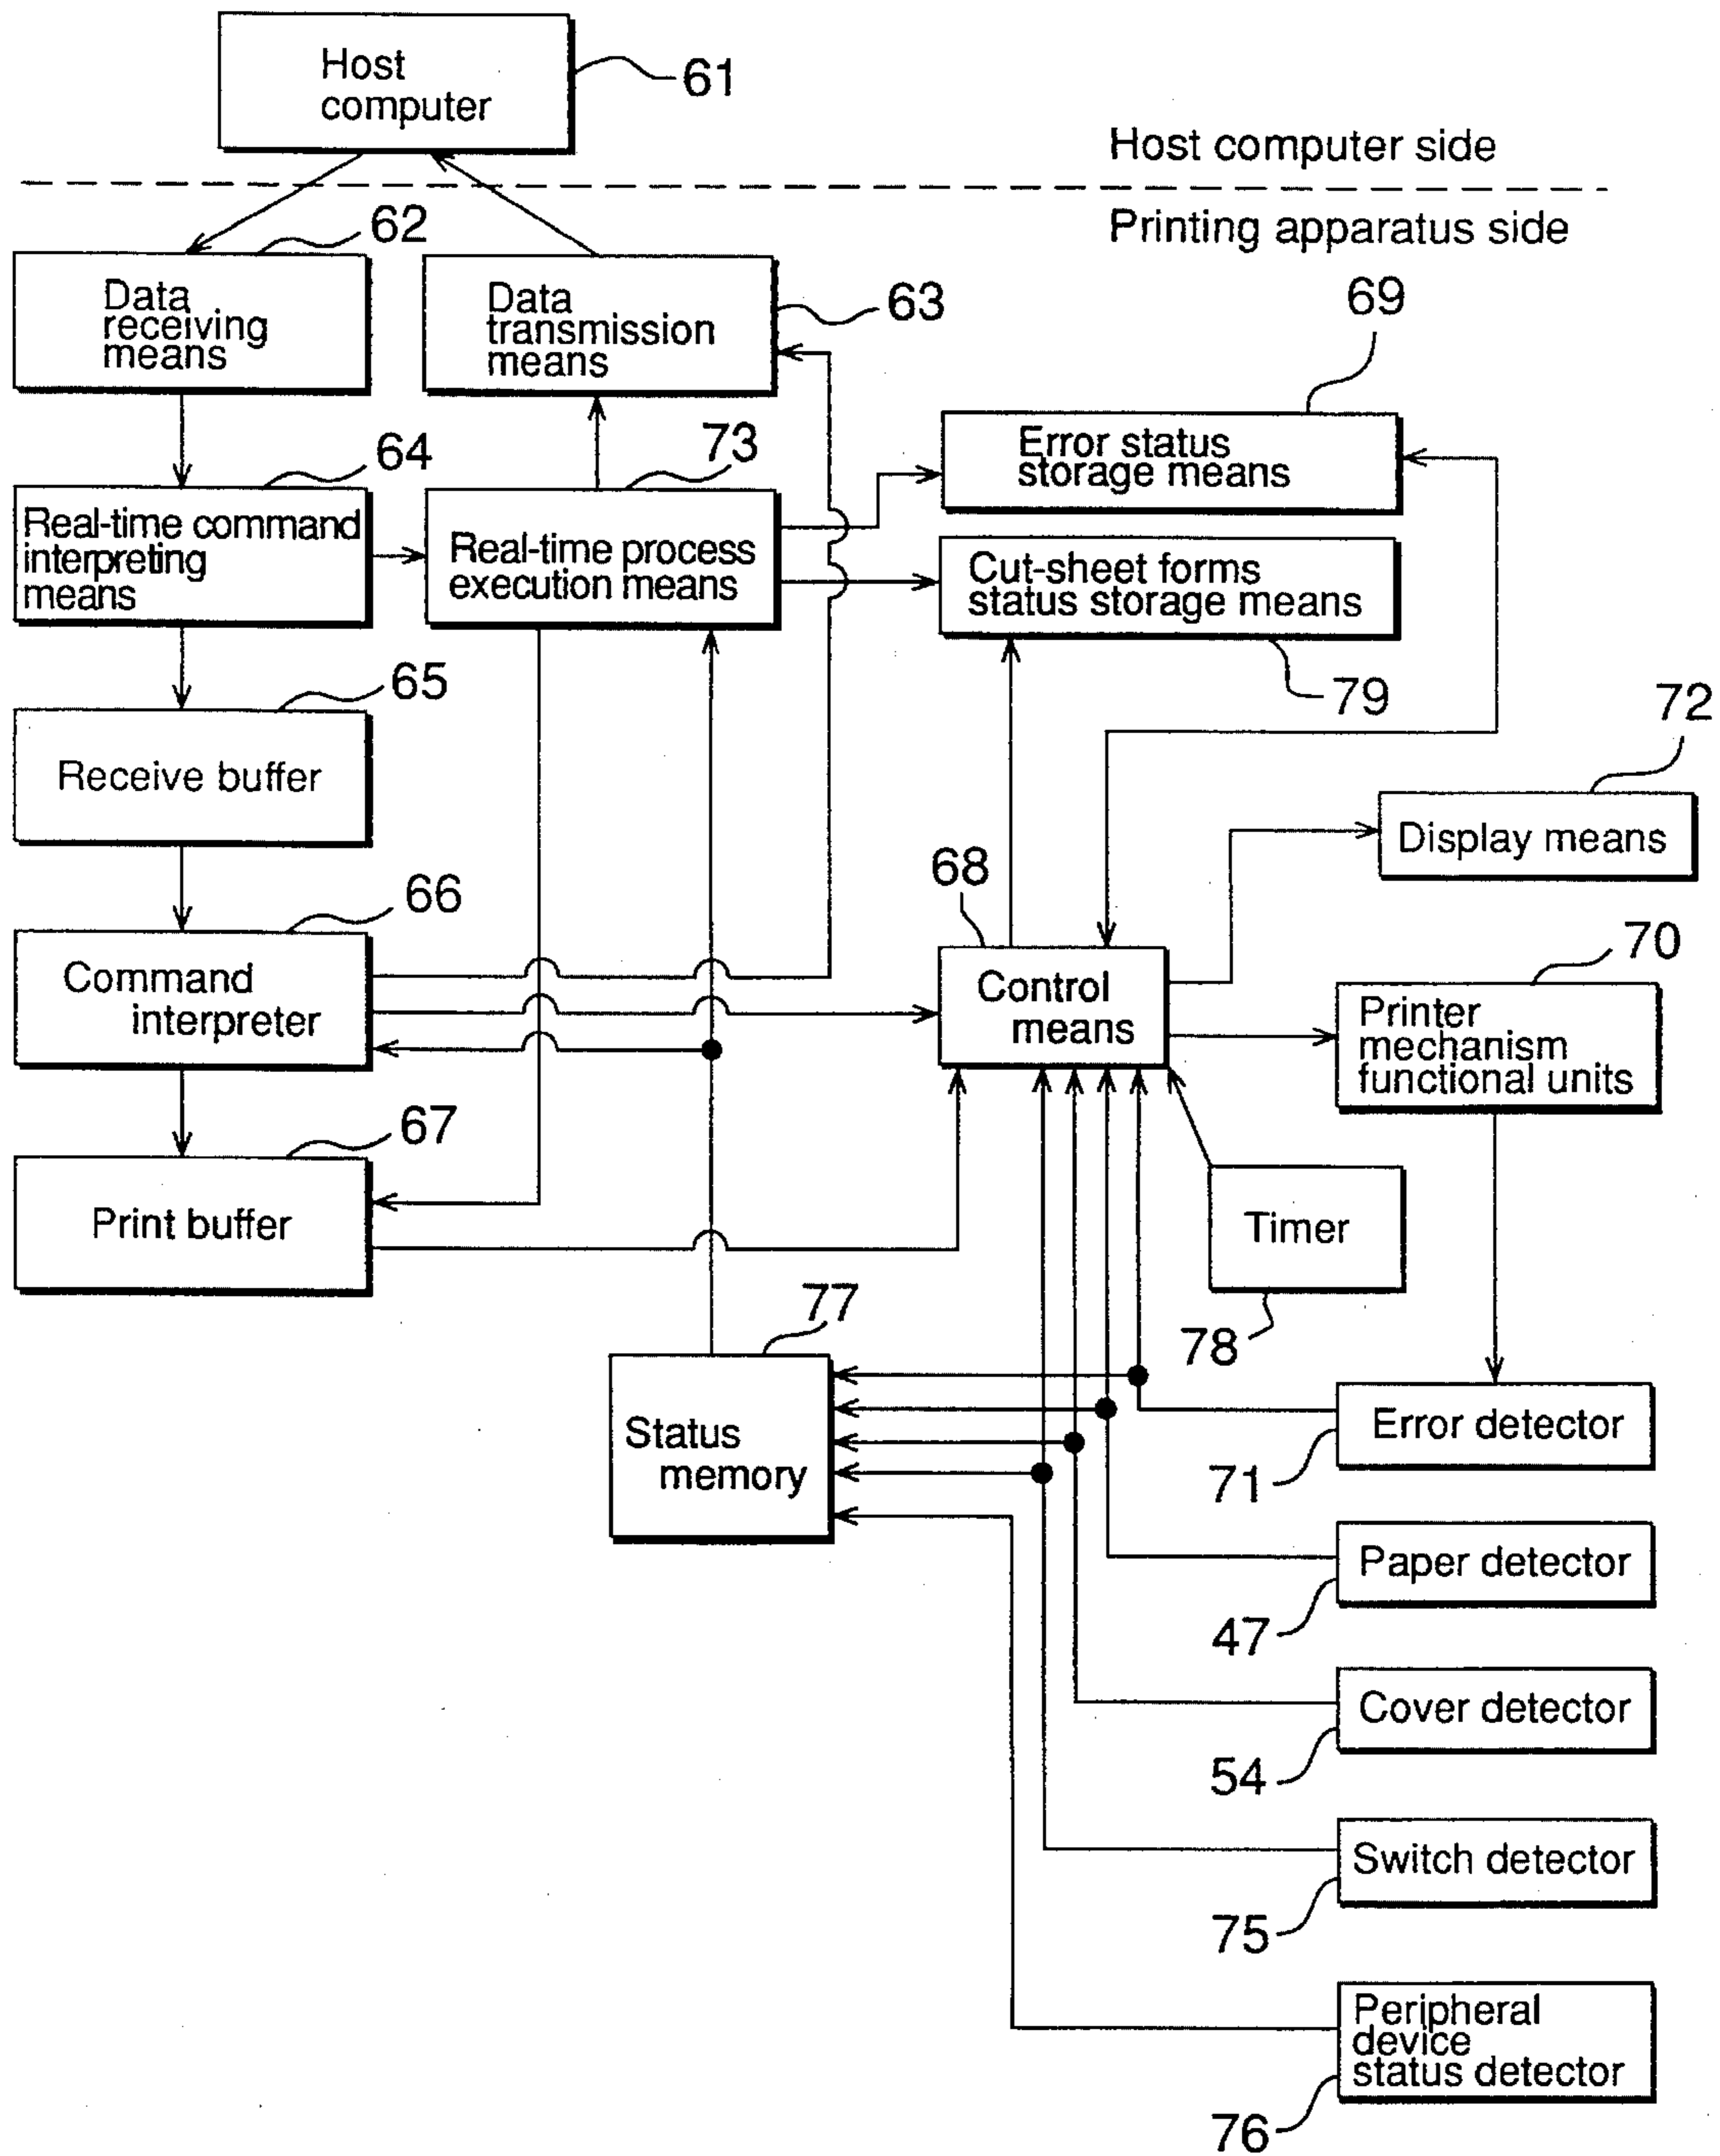 Host
computer
61
Host computer side
Printing apparatus side
62
Data
receiving
means
Data
transmission
means
63
69
64
73
Error status
storage means
Real-time command
interpreting
means
Real-time process
execution means
Cut-sheet forms
status storage means
79
65
72
Receive buffer
Display means
68
66
70
Command
interpreter
Control
means
Printer
mechanism
functional units
67
Print buffer
Timer
78
77
Status
memory
Error detector
71
Paper detector
47
Cover detector
54
Switch detector
75
Peripheral
device
status detector
76